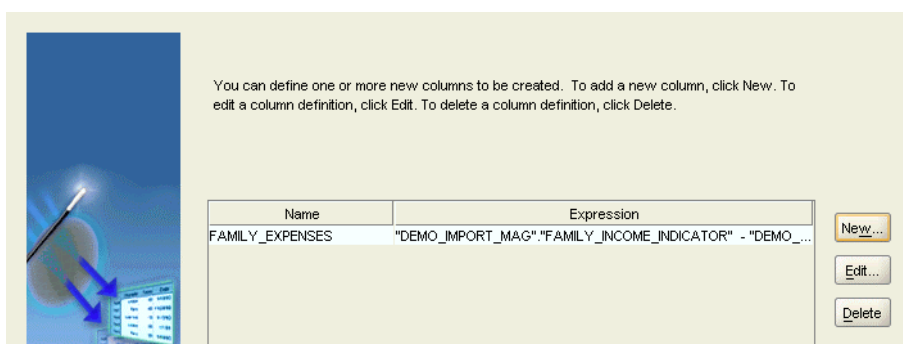 You can define one or more new columns to be created. To add a new column, click New. To
edit a column definition, click Edit. To delete a column definition, click Delete.
Name Expression
FAMILY_EXPENSES "DEMO_IMPORT_MAG"."FAMILY_INCOME_INDICATOR" - "DEMO_...
New...
Edit...
Delete